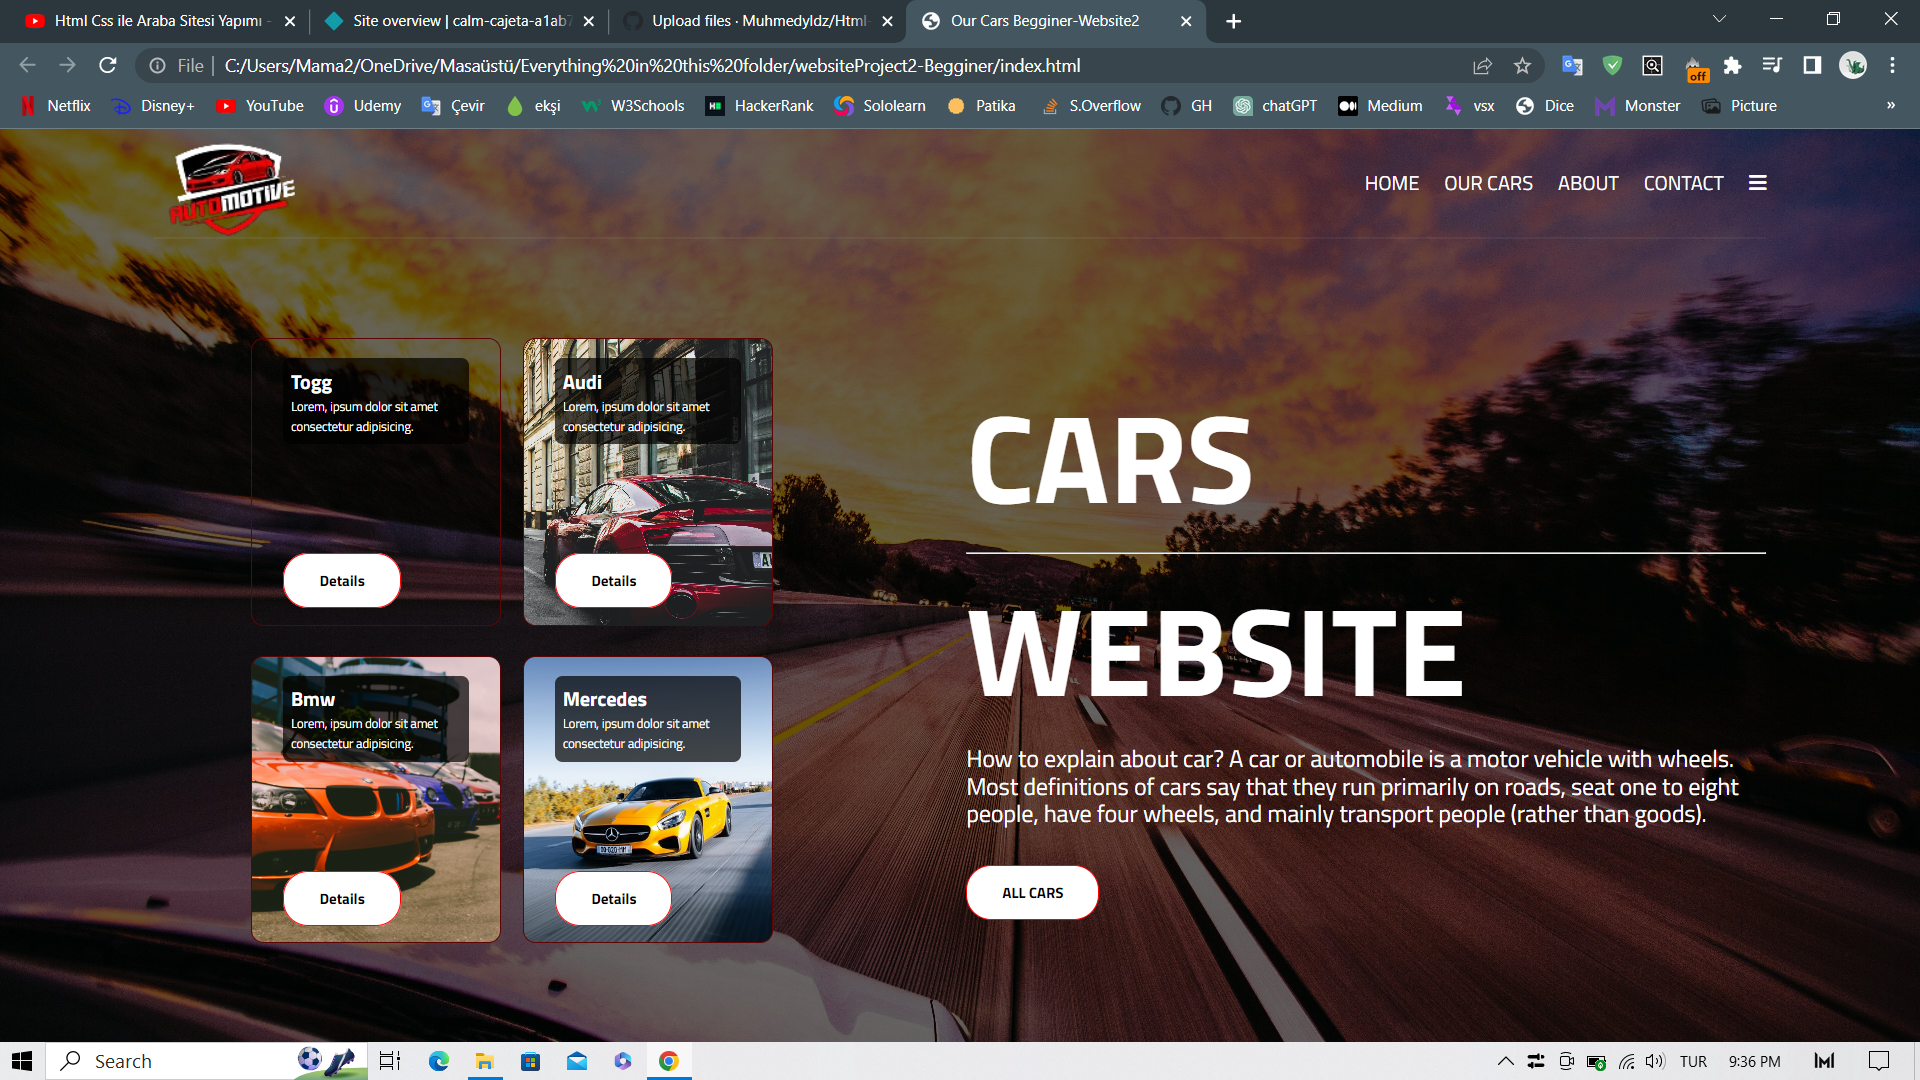 Html Css ile Araba Sitesi Yapımı -
Site overview | calm-cajeta-a1ab7
Upload files · Muhmedyldz/Html-
Our Cars Begginer-Website2
File
C:/Users/Mama2/OneDrive/Masaüstü/Everything%20in%20this%20folder/websiteProject2-Begginer/index.html
off
Netflix
Disney+
YouTube
Udemy
Çevir
ekşi
W3Schools
HackerRank
Sololearn
Patika
S.Overflow
GH
chatGPT
Medium
vsx
Dice
Monster
Picture
»
AUTOMOTIVE
HOME
OUR CARS
ABOUT
CONTACT
Togg
Lorem, ipsum dolor sit amet
consectetur adipisicing.
Details
Audi
Lorem, ipsum dolor sit amet
consectetur adipisicing.
Details
Bmw
Lorem, ipsum dolor sit amet
consectetur adipisicing.
Details
Mercedes
Lorem, ipsum dolor sit amet
consectetur adipisicing.
Details
CARS
WEBSITE
How to explain about car? A car or automobile is a motor vehicle with wheels.
Most definitions of cars say that they run primarily on roads, seat one to eight
people, have four wheels, and mainly transport people (rather than goods).
ALL CARS
Search
TUR
9:36 PM